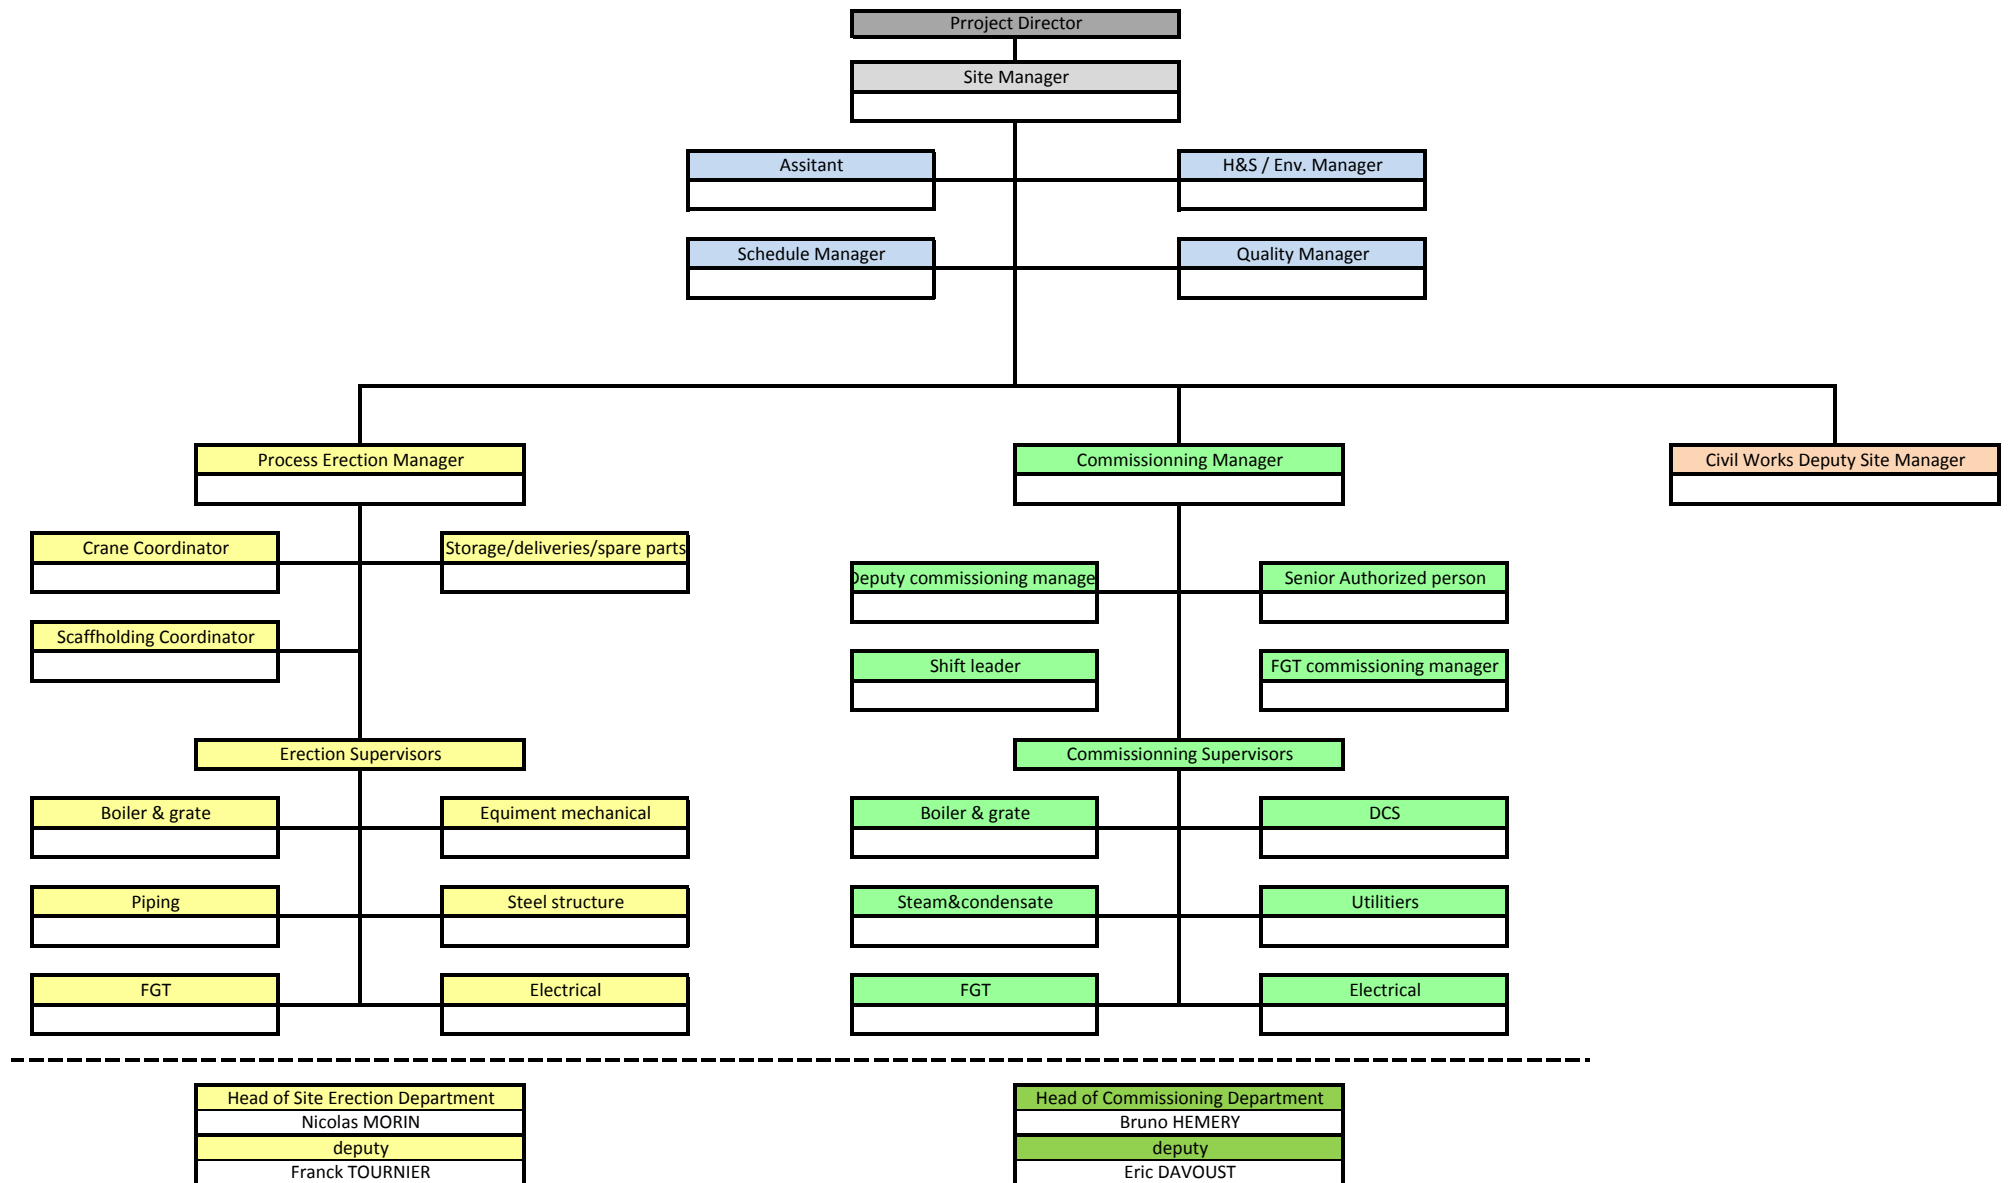 Prroject Director
Site Manager
Assitant
H&S / Env. Manager
Schedule Manager
Quality Manager
Process Erection Manager
Commissionning Manager
Civil Works Deputy Site Manager
Crane Coordinator
Storage/deliveries/spare parts
Deputy commissioning manage
Senior Authorized person
Scaffholding Coordinator
Shift leader
FGT commissioning manager
Erection Supervisors
Commissionning Supervisors
Boiler & grate
Equiment mechanical
Boiler & grate
DCS
Piping
Steel structure
Steam&condensate
Utilitiers
FGT
Electrical
FGT
Electrical
Head of Site Erection Department
Nicolas MORIN
deputy
Franck TOURNIER
Head of Commissioning Department
Bruno HEMERY
deputy
Eric DAVOUST